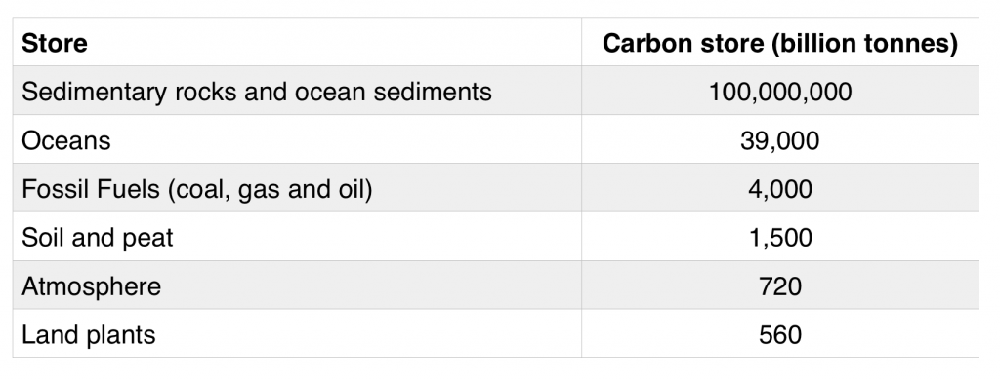 Store Carbon store (billion tonnes)
Sedimentary rocks and ocean sediments 100,000,000
Oceans 39,000
Fossil Fuels (coal, gas and oil) 4,000
Soil and peat 1,500
Atmosphere 720
Land plants 560